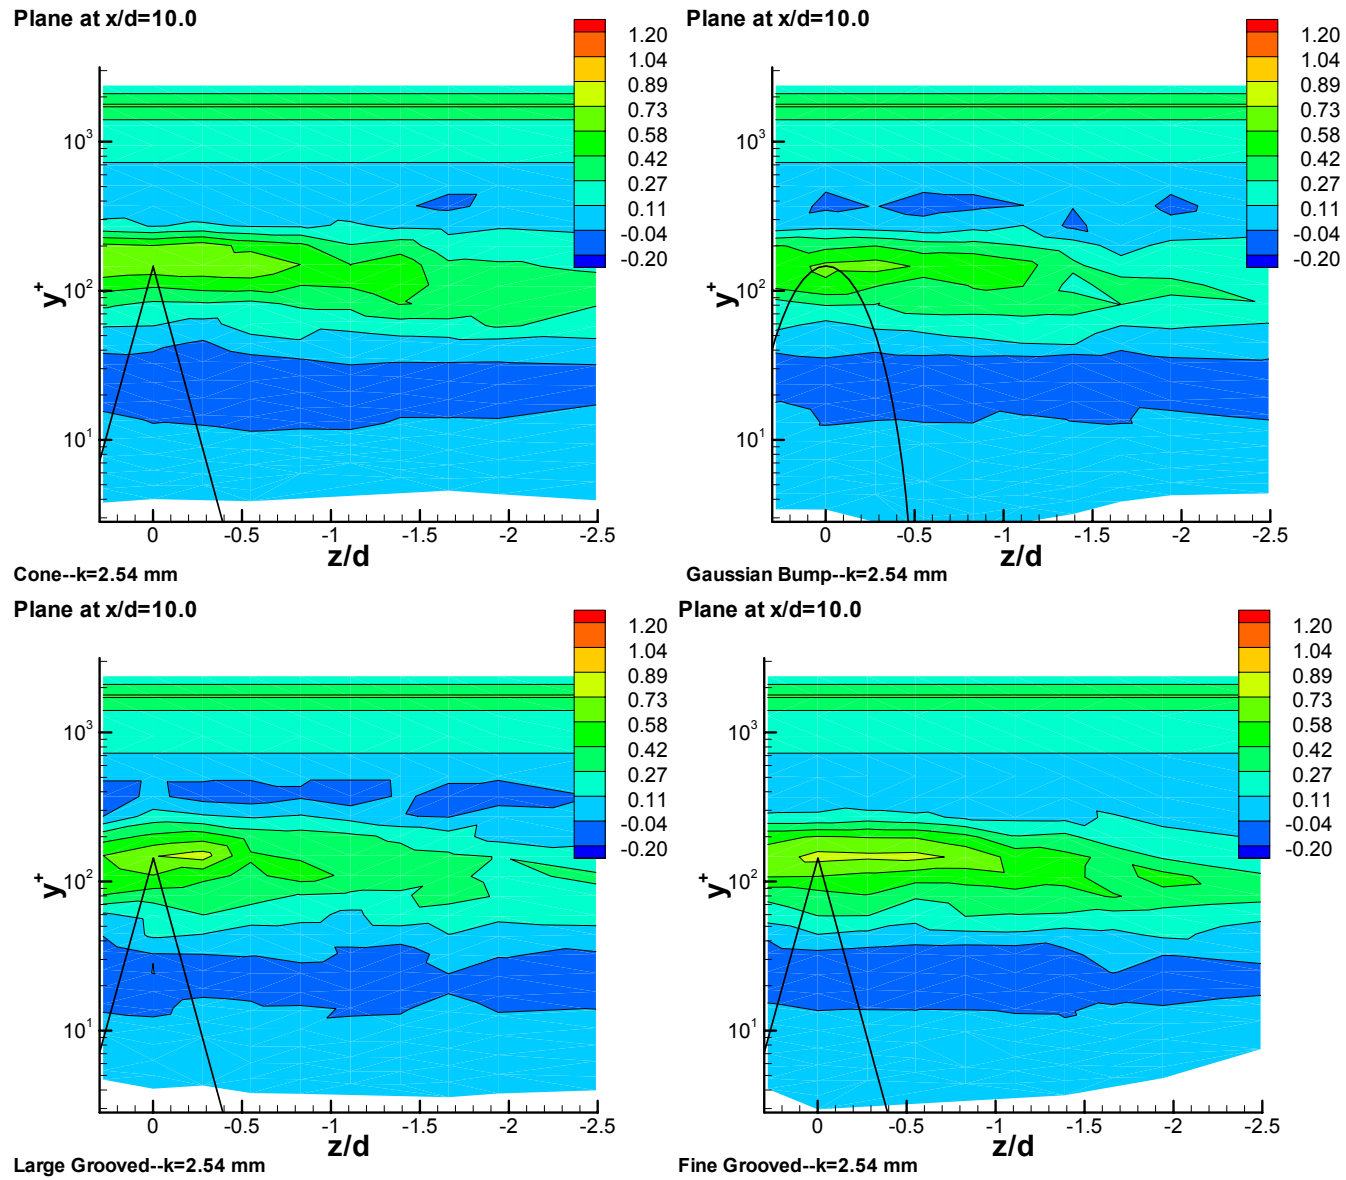 Plane at x/d=10.0
1.20
1.04
0.89
0.73
0.58
0.42
0.27
0.11
-0.04
-0.20
10³
10²
10¹
y⁺
0 -0.5 -1 -1.5 -2 -2.5
z/d
Cone--k=2.54 mm
Plane at x/d=10.0
1.20
1.04
0.89
0.73
0.58
0.42
0.27
0.11
-0.04
-0.20
10³
10²
10¹
y⁺
0 -0.5 -1 -1.5 -2 -2.5
z/d
Gaussian Bump--k=2.54 mm
Plane at x/d=10.0
1.20
1.04
0.89
0.73
0.58
0.42
0.27
0.11
-0.04
-0.20
10³
10²
10¹
y⁺
0 -0.5 -1 -1.5 -2 -2.5
z/d
Large Grooved--k=2.54 mm
Plane at x/d=10.0
1.20
1.04
0.89
0.73
0.58
0.42
0.27
0.11
-0.04
-0.20
10³
10²
10¹
y⁺
0 -0.5 -1 -1.5 -2 -2.5
z/d
Fine Grooved--k=2.54 mm